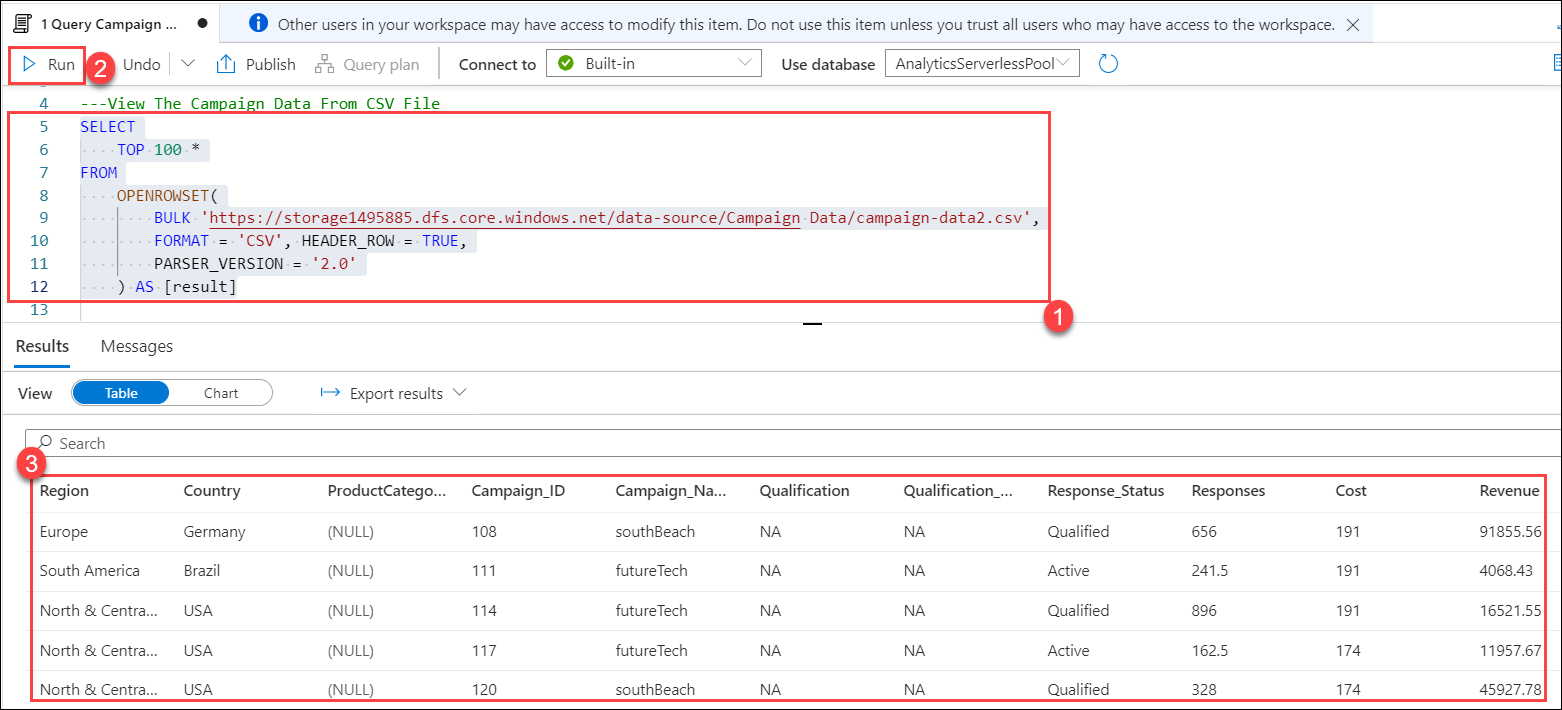 1 Query Campaign ...
Other users in your workspace may have access to modify this item. Do not use this item unless you trust all users who may have access to the workspace.
Run 2 Undo Publish Query plan Connect to Built-in Use database AnalyticsServerlessPool
4 ---View The Campaign Data From CSV File
5 SELECT
6 TOP 100 *
7 FROM
8 OPENROWSET(
9 BULK 'https://storage1495885.dfs.core.windows.net/data-source/Campaign Data/campaign-data2.csv',
10 FORMAT = 'CSV', HEADER_ROW = TRUE,
11 PARSER_VERSION = '2.0'
12 ) AS [result]
13
1
Results Messages
View Table Chart Export results
Search
3
Region Country ProductCatego... Campaign_ID Campaign_Na... Qualification Qualification_... Response_Status Responses Cost Revenue
Europe Germany (NULL) 108 southBeach NA NA Qualified 656 191 91855.56
South America Brazil (NULL) 111 futureTech NA NA Active 241.5 191 4068.43
North & Centra... USA (NULL) 114 futureTech NA NA Qualified 896 191 16521.55
North & Centra... USA (NULL) 117 futureTech NA NA Active 162.5 174 11957.67
North & Centra... USA (NULL) 120 southBeach NA NA Qualified 328 174 45927.78